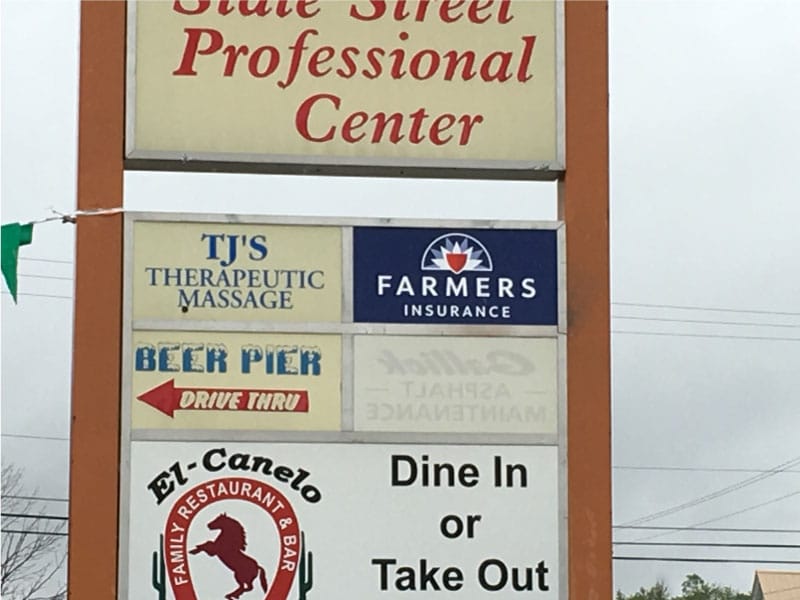 State Street
Professional
Center
TJ'S
THERAPEUTIC
MASSAGE
FARMERS
INSURANCE
BEER PIER
DRIVE THRU
Gollick
ASPHALT
MAINTENANCE
El-Canelo
FAMILY RESTAURANT & BAR
Dine In
or
Take Out